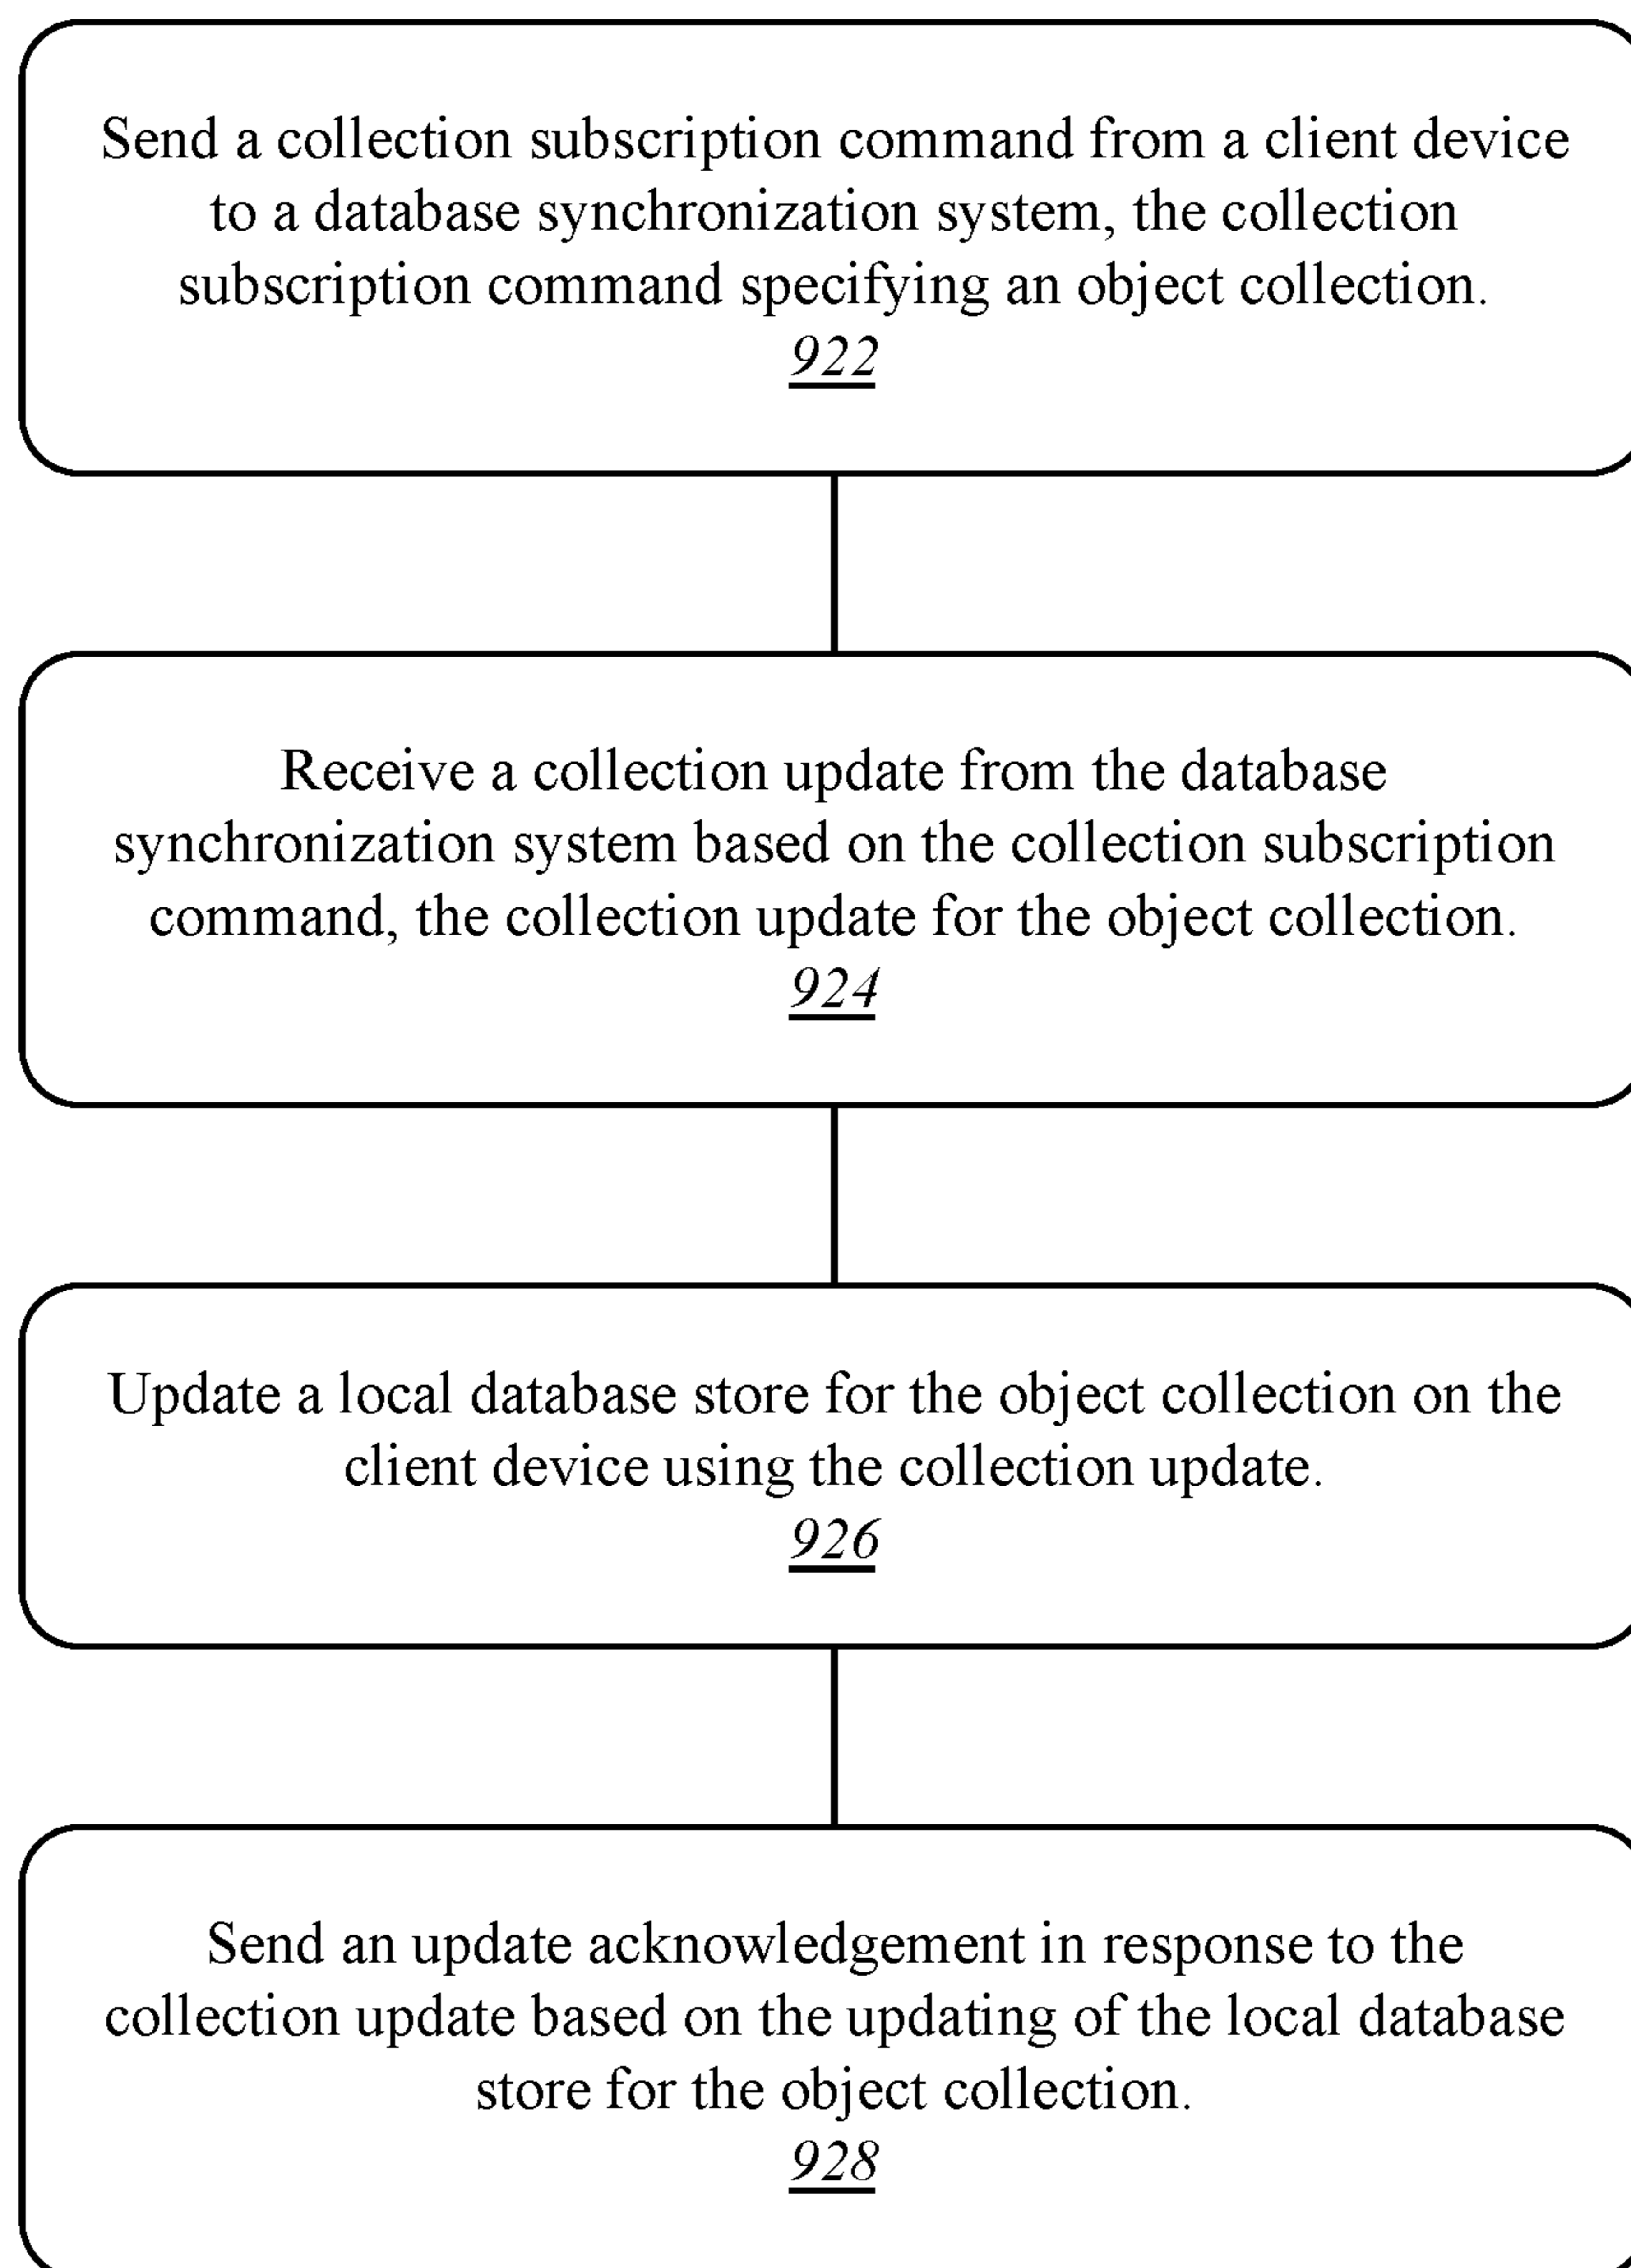 Send a collection subscription command from a client device
to a database synchronization system, the collection
subscription command specifying an object collection.
922
Receive a collection update from the database
synchronization system based on the collection subscription
command, the collection update for the object collection.
924
Update a local database store for the object collection on the
client device using the collection update.
926
Send an update acknowledgement in response to the
collection update based on the updating of the local database
store for the object collection.
928